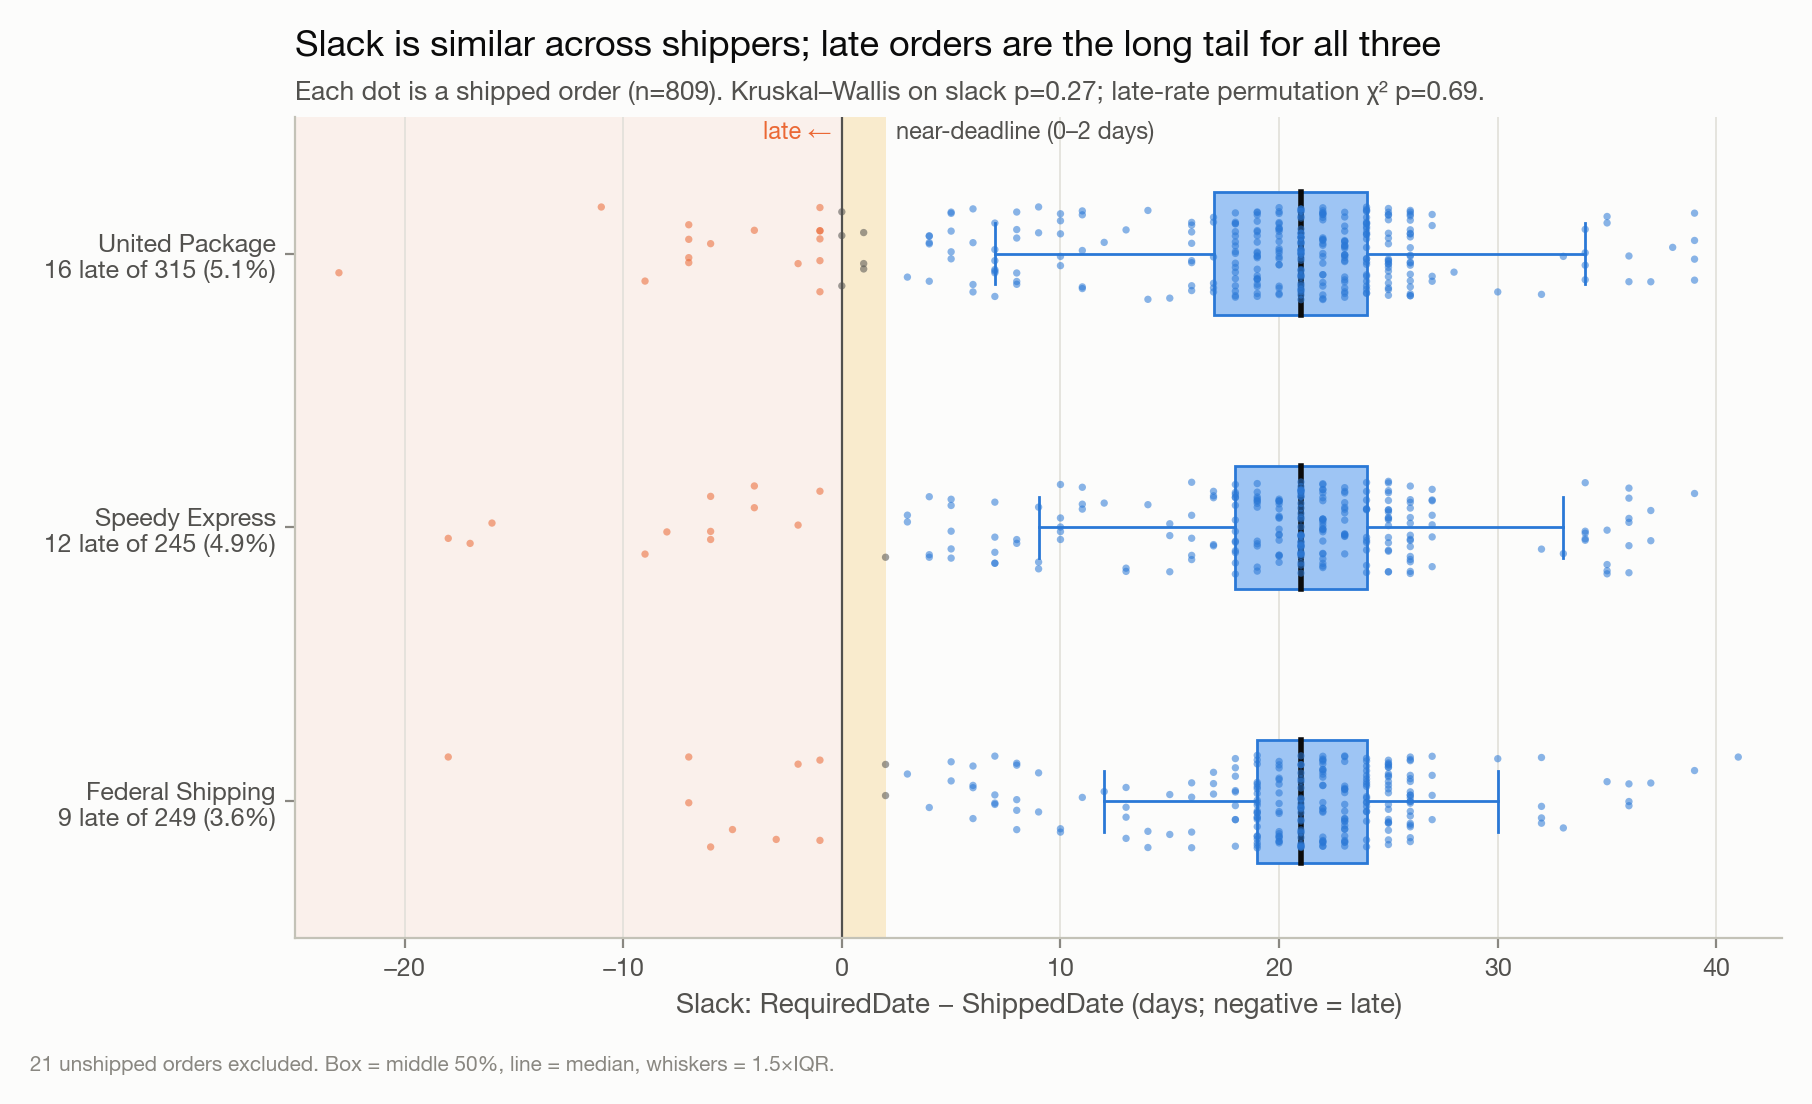 Slack is similar across shippers; late orders are the long tail for all three
Each dot is a shipped order (n=809). Kruskal–Wallis on slack p=0.27; late-rate permutation χ² p=0.69.
late ← near-deadline (0–2 days)
United Package
16 late of 315 (5.1%)
Speedy Express
12 late of 245 (4.9%)
Federal Shipping
9 late of 249 (3.6%)
−20 −10 0 10 20 30 40
Slack: RequiredDate − ShippedDate (days; negative = late)
21 unshipped orders excluded. Box = middle 50%, line = median, whiskers = 1.5×IQR.